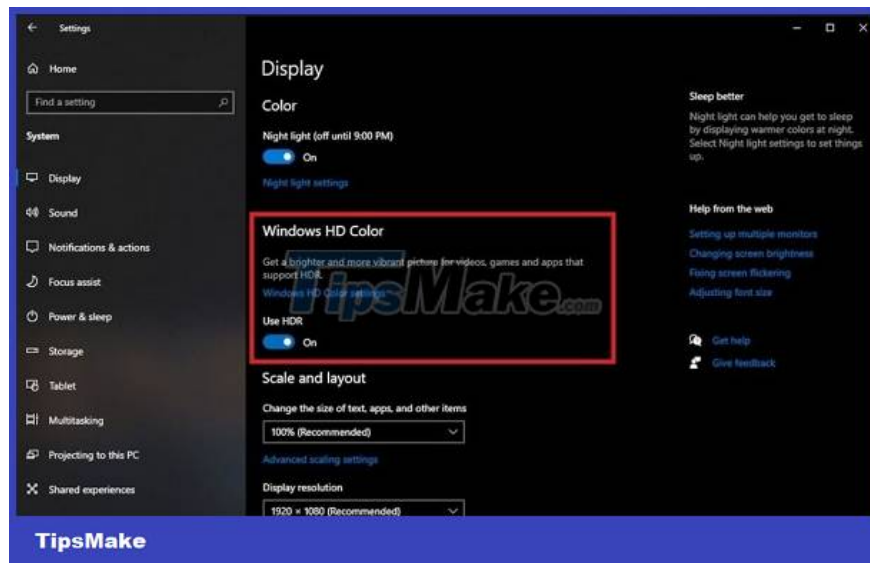 Settings
Home
Find a setting
System
Display
Sound
Notifications & actions
Focus assist
Power & sleep
Storage
Tablet
Multitasking
Projecting to this PC
Shared experiences
Display
Color
Night light (off until 9:00 PM)
On
Night light settings
Windows HD Color
Get a brighter and more vibrant picture for videos, games and apps that
support HDR.
Windows HD Color settings
TipsMake.com
Use HDR
On
Scale and layout
Change the size of text, apps, and other items
100% (Recommended)
Advanced scaling settings
Display resolution
1920 × 1080 (Recommended)
Sleep better
Night light can help you get to sleep
by displaying warmer colors at night.
Select Night light settings to set things
up.
Help from the web
Setting up multiple monitors
Changing screen brightness
Fixing screen flickering
Adjusting font size
Get help
Give feedback
TipsMake